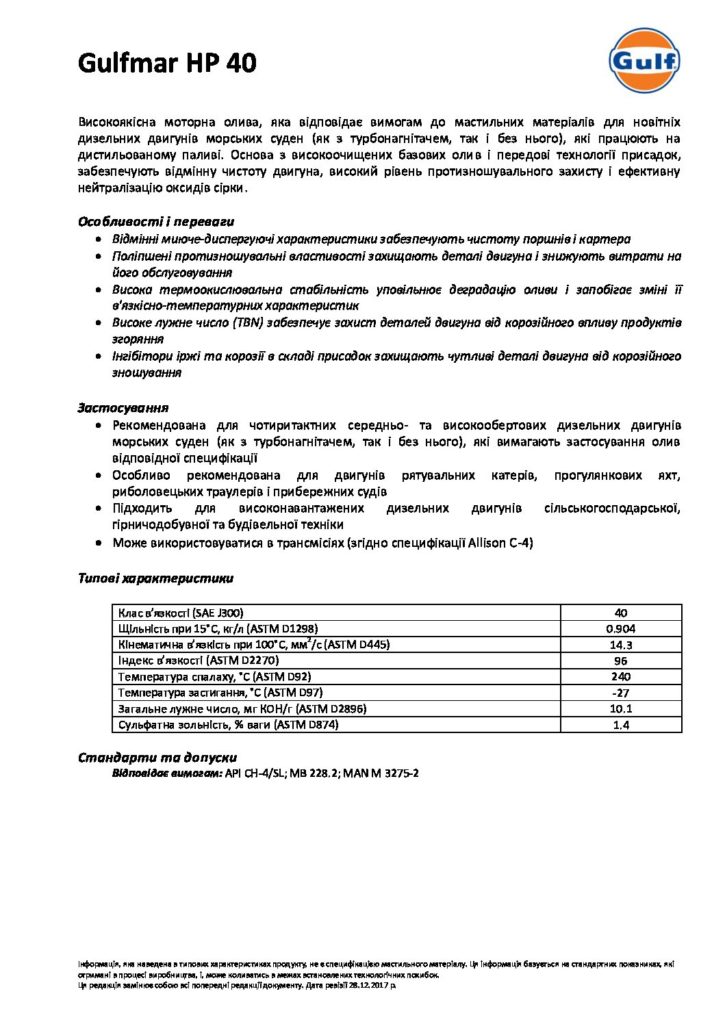 Gulfmar HP 40
Gulf
Високоякісна моторна олива, яка відповідає вимогам до мастильних матеріалів для новітніх
дизельних двигунів морських суден (як з турбонагнітачем, так і без нього), які працюють на
дистильованому паливі. Основа з високоочищених базових олив і передові технології присадок,
забезпечують відмінну чистоту двигуна, високий рівень протизношувального захисту і ефективну
нейтралізацію оксидів сірки.
Особливості і переваги
• Відмінні миюче-диспергуючі характеристики забезпечують чистоту поршнів і картера
• Поліпшені протизношувальні властивості захищають деталі двигуна і знижують витрати на
його обслуговування
• Висока термоокислювальна стабільність уповільнює деградацію оливи і запобігає зміні її
в'язкісно-температурних характеристик
• Високе лужне число (TBN) забезпечує захист деталей двигуна від корозійного впливу продуктів
згоряння
• Інгібітори іржі та корозії в складі присадок захищають чутливі деталі двигуна від корозійного
зношування
Застосування
• Рекомендована для чотиритактних середньо- та високообертових дизельних двигунів
морських суден (як з турбонагнітачем, так і без нього), які вимагають застосування олив
відповідної специфікації
• Особливо рекомендована для двигунів рятувальних катерів, прогулянкових яхт,
риболовецьких траулерів і прибережних судів
• Підходить для високонавантажених дизельних двигунів сільськогосподарської,
гірничодобувної та будівельної техніки
• Може використовуватися в трансмісіях (згідно специфікації Allison C-4)
Типові характеристики
Клас в'язкості (SAE J300) 40
Щільність при 15°C, кг/л (ASTM D1298) 0.904
Кінематична в'язкість при 100°C, мм²/с (ASTM D445) 14.3
Індекс в'язкості (ASTM D2270) 96
Температура спалаху, °C (ASTM D92) 240
Температура застигання, °C (ASTM D97) -27
Загальне лужне число, мг КОН/г (ASTM D2896) 10.1
Сульфатна зольність, % ваги (ASTM D874) 1.4
Стандарти та допуски
Відповідає вимогам: API CH-4/SL; MB 228.2; MAN M 3275-2
Інформація, яка наведена в типових характеристиках продукту, не є специфікацією мастильного матеріалу. Ця інформація базується на стандартних показниках, які
отримані в процесі виробництва, і, може коливатись в межах встановлених технологічних похибок.
Ця редакція замінює собою всі попередні редакції документу. Дата ревізії 28.12.2017 р.